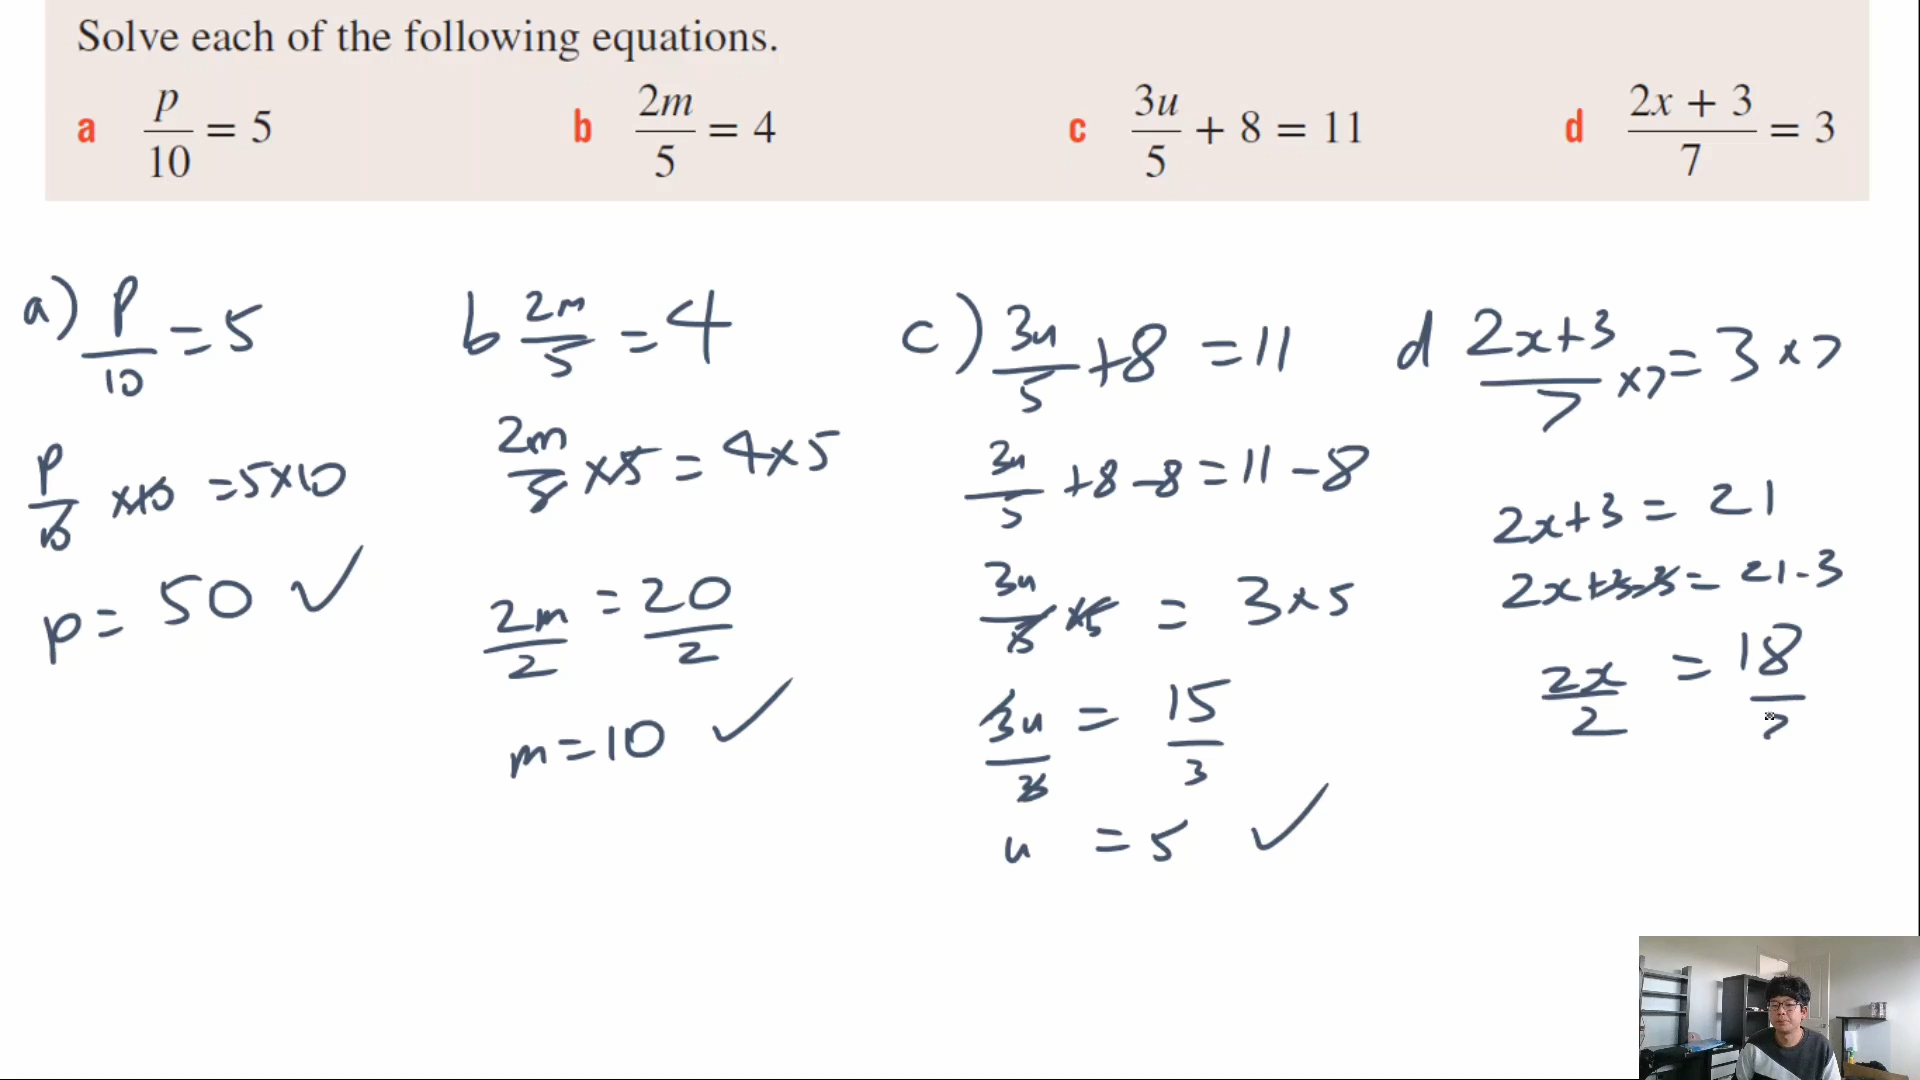 Solve each of the following equations.
a p/10 = 5
b 2m/5 = 4
c 3u/5 + 8 = 11
d (2x + 3)/7 = 3
a) p/10 = 5
p/10 ×10 = 5×10
p = 50 ✓
b 2m/5 = 4
2m/5 ×5 = 4×5
2m/2 = 20/2
m = 10 ✓
c) 3u/5 +8 = 11
3u/5 +8 -8 = 11 - 8
3u/5 ×5 = 3×5
3u/3 = 15/3
u = 5 ✓
d (2x+3)/7 ×7 = 3×7
2x+3 = 21
2x+3-3 = 21-3
2x/2 = 18/